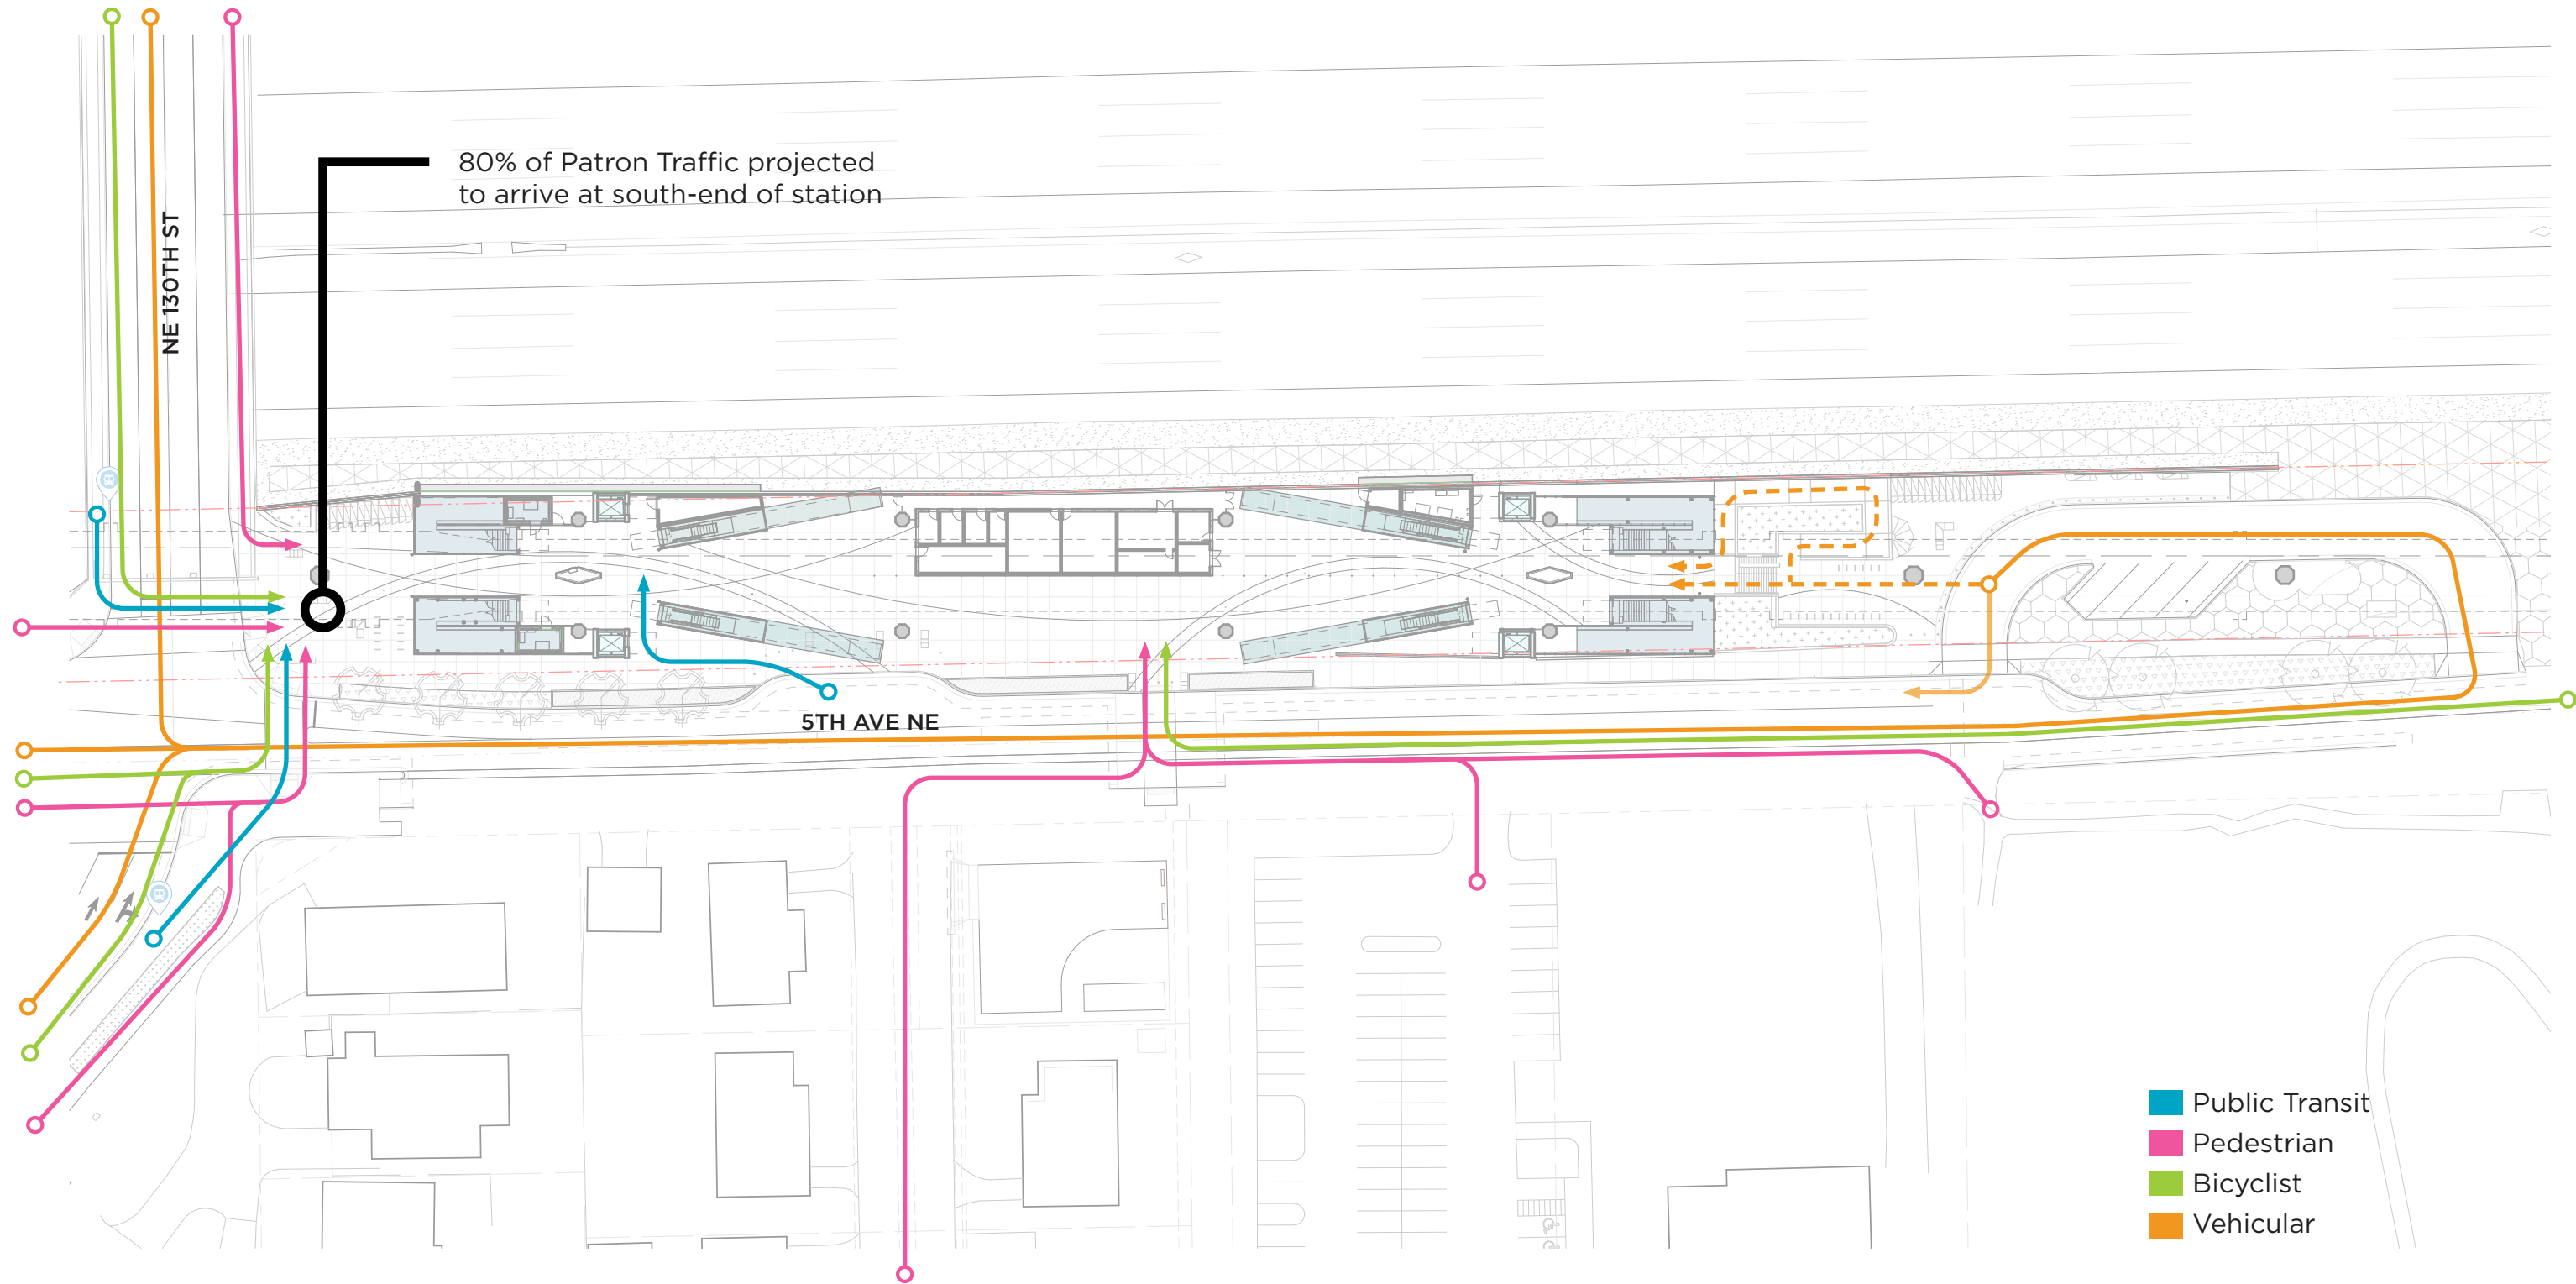 80% of Patron Traffic projected
to arrive at south-end of station
NE 130TH ST
5TH AVE NE
Public Transit
Pedestrian
Bicyclist
Vehicular